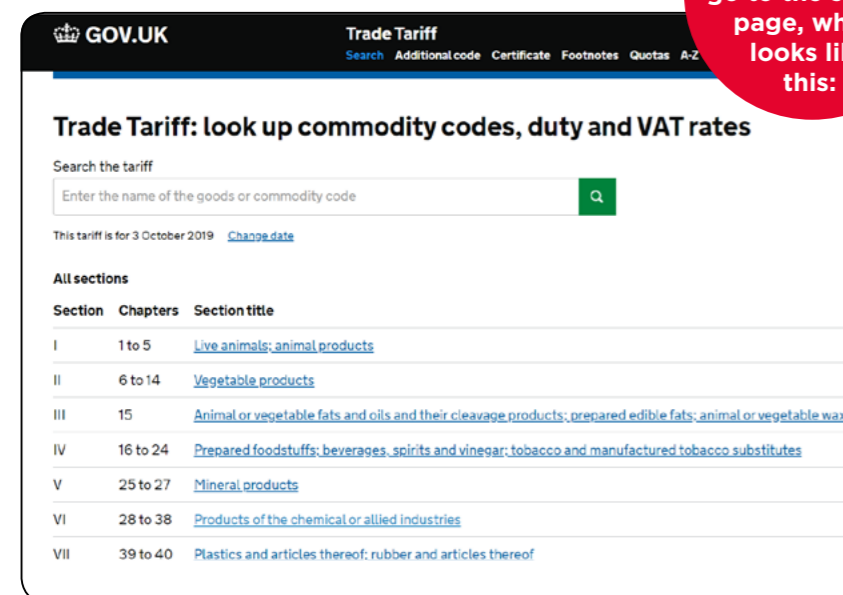 GOV.UK
Trade Tariff
Search Additional code Certificate Footnotes Quotas A-Z
page, wh
looks li
this:
Trade Tariff: look up commodity codes, duty and VAT rates
Search the tariff
Enter the name of the goods or commodity code
This tariff is for 3 October 2019 Change date
All sections
Section Chapters Section title
I 1 to 5 Live animals; animal products
II 6 to 14 Vegetable products
III 15 Animal or vegetable fats and oils and their cleavage products; prepared edible fats; animal or vegetable wax
IV 16 to 24 Prepared foodstuffs; beverages, spirits and vinegar; tobacco and manufactured tobacco substitutes
V 25 to 27 Mineral products
VI 28 to 38 Products of the chemical or allied industries
VII 39 to 40 Plastics and articles thereof; rubber and articles thereof